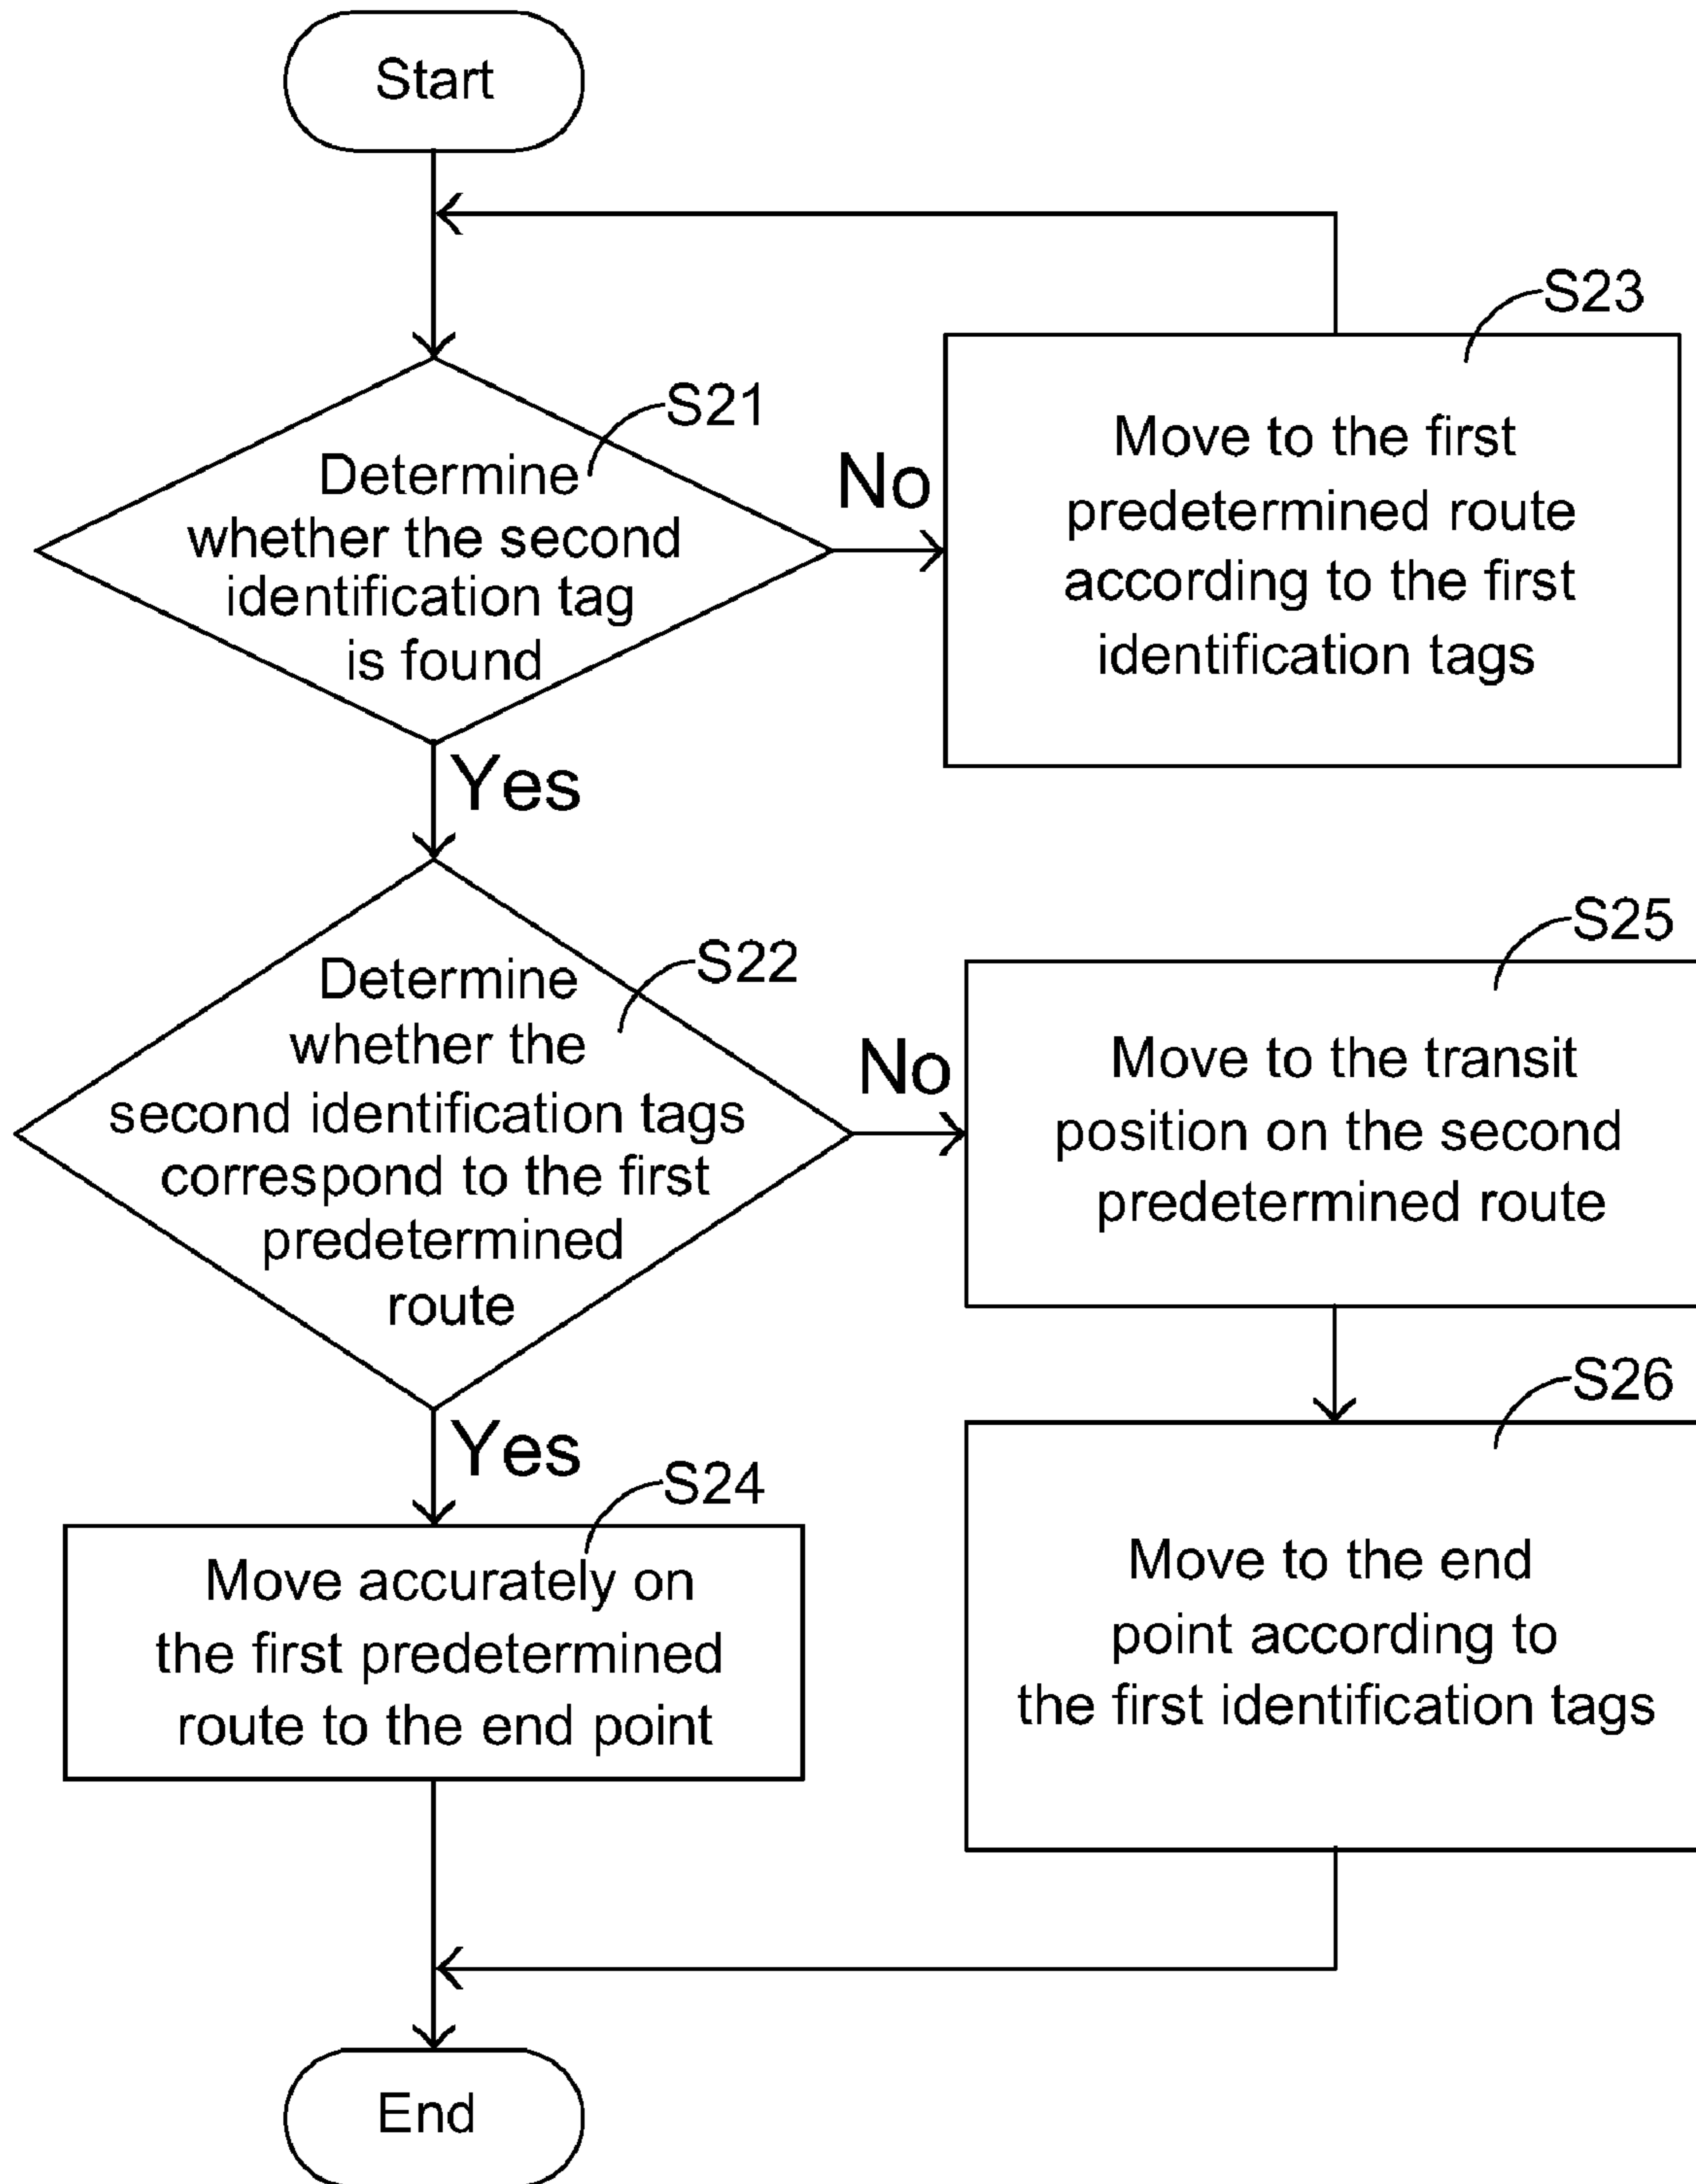 Start
S23
S21
Move to the first
predetermined route
according to the first
identification tags
No
Determine
whether the second
identification tag
is found
Yes
S25
S22
Determine
whether the
second identification tags
correspond to the first
predetermined
route
No
Move to the transit
position on the second
predetermined route
S26
Yes
S24
Move accurately on
the first predetermined
route to the end point
Move to the end
point according to
the first identification tags
End